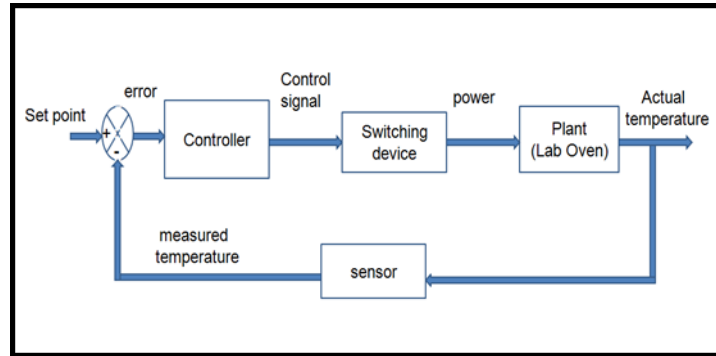 Set point
+
-
error
Controller
Control
signal
Switching
device
power
Plant
(Lab Oven)
Actual
temperature
measured
temperature
sensor